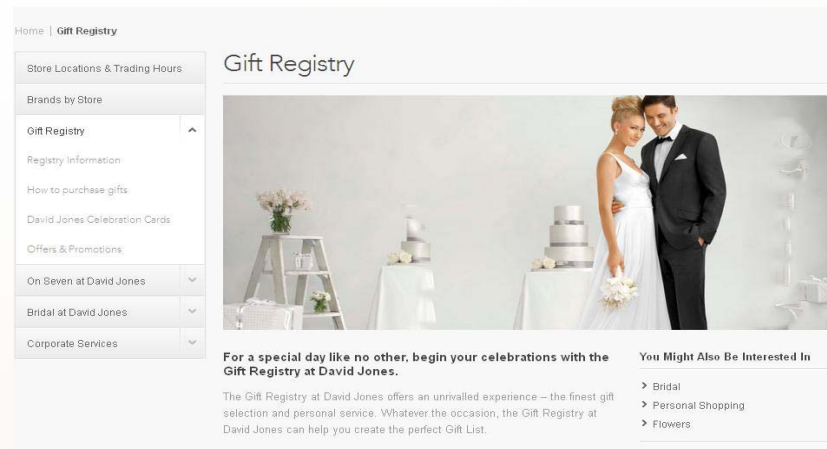 Home | Gift Registry
Store Locations & Trading Hours
Brands by Store
Gift Registry
Registry Information
How to purchase gifts
David Jones Celebration Cards
Offers & Promotions
On Seven at David Jones
Bridal at David Jones
Corporate Services
Gift Registry
For a special day like no other, begin your celebrations with the
Gift Registry at David Jones.
The Gift Registry at David Jones offers an unrivalled experience – the finest gift
selection and personal service. Whatever the occasion, the Gift Registry at
David Jones can help you create the perfect Gift List.
You Might Also Be Interested In
> Bridal
> Personal Shopping
> Flowers